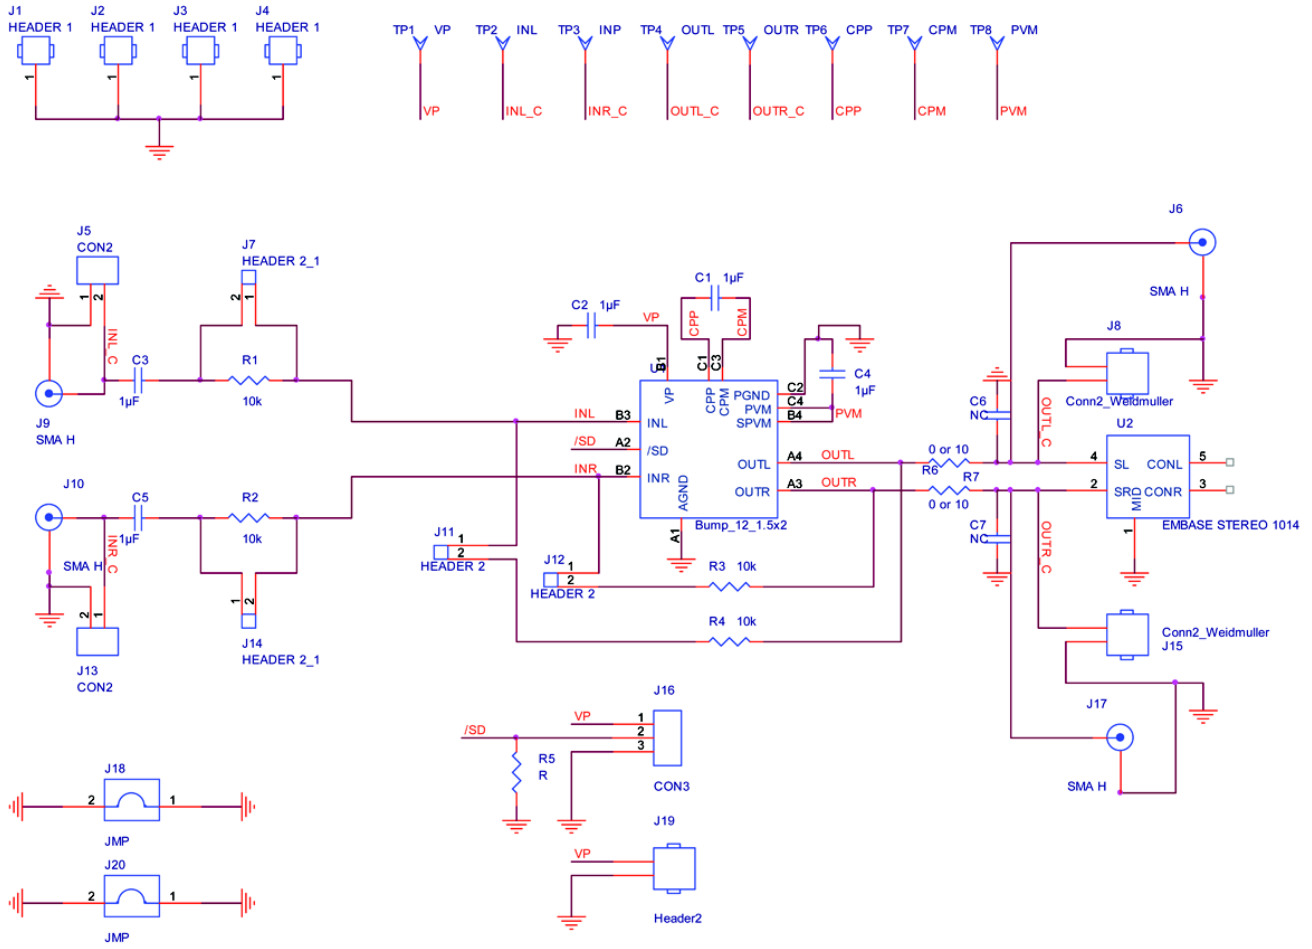 J1
HEADER 1
J2
HEADER 1
J3
HEADER 1
J4
HEADER 1
1
1
1
1
TP1 VP
TP2 INL
TP3 INP
TP4 OUTL
TP5 OUTR
TP6 CPP
TP7 CPM
TP8 PVM
VP
INL_C
INR_C
OUTL_C
OUTR_C
CPP
CPM
PVM
J5
CON2
1
2
INL_C
J9
SMA H
C3
1µF
J7
HEADER 2_1
2
1
R1
10k
J10
SMA H
C5
1µF
INR_C
R2
10k
2
1
J13
CON2
1
2
J14
HEADER 2_1
C2 1µF
VP
C1 1µF
CPP
CPM
B1
C1
C3
VP
CPP
CPM
PGND
PVM
SPVM
C2
C4
B4
C4
1µF
PVM
INL
B3
INL
/SD
A2
/SD
INR
B2
INR
AGND
A1
OUTL
A4
OUTL
OUTR
A3
OUTR
Bump_12_1.5x2
J11
1
2
HEADER 2
J12
1
2
HEADER 2
R3 10k
R4 10k
0 or 10
R6
R7
0 or 10
C6
NC
C7
NC
OUTL_C
OUTR_C
J6
SMA H
J8
Conn2_Weidmuller
U2
4
SL
CONL
5
2
SR
CONR
3
MID
1
EMBASE STEREO 1014
Conn2_Weidmuller
J15
J17
SMA H
J16
VP
1
/SD
2
3
R5
R
CON3
J19
VP
Header2
J18
2
1
JMP
J20
2
1
JMP